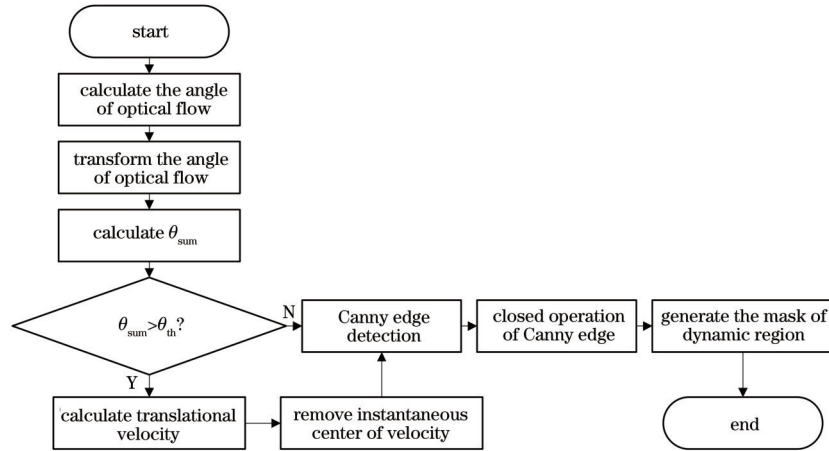 start
calculate the angle
of optical flow
transform the angle
of optical flow
calculate θsum
θsum>θth?
N
Canny edge
detection
closed operation
of Canny edge
generate the mask of
dynamic region
Y
calculate translational
velocity
remove instantaneous
center of velocity
end